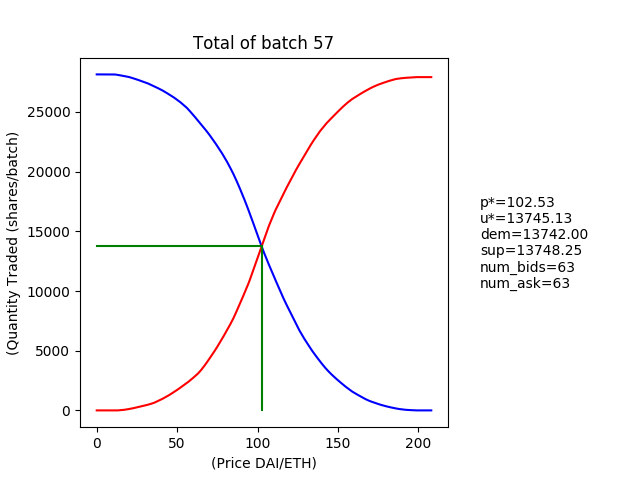 Total of batch 57
(Quantity Traded (shares/batch)
25000
20000
15000
10000
5000
0
0 50 100 150 200
(Price DAI/ETH)
p*=102.53
u*=13745.13
dem=13742.00
sup=13748.25
num_bids=63
num_ask=63